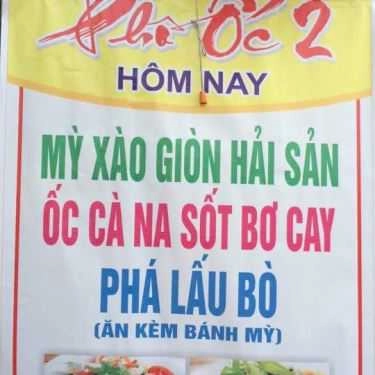 Phố Ốc 2
HÔM NAY
MỲ XÀO GIÒN HẢI SẢN
ỐC CÀ NA SỐT BƠ CAY
PHÁ LẤU BÒ
(ĂN KÈM BÁNH MỲ)